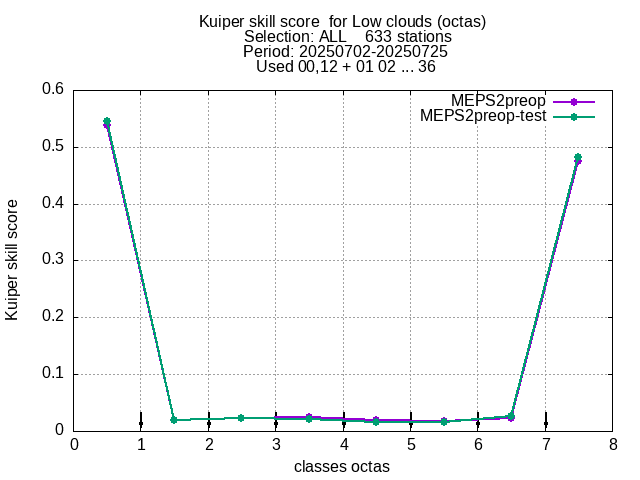 Kuiper skill score  for Low clouds (octas)
Selection: ALL    633 stations
Period: 20250702-20250725
Used 00,12 + 01 02 ... 36
MEPS2preop
MEPS2preop-test
0.6
0.5
0.4
0.3
0.2
0.1
0
Kuiper skill score
0 1 2 3 4 5 6 7 8
classes octas